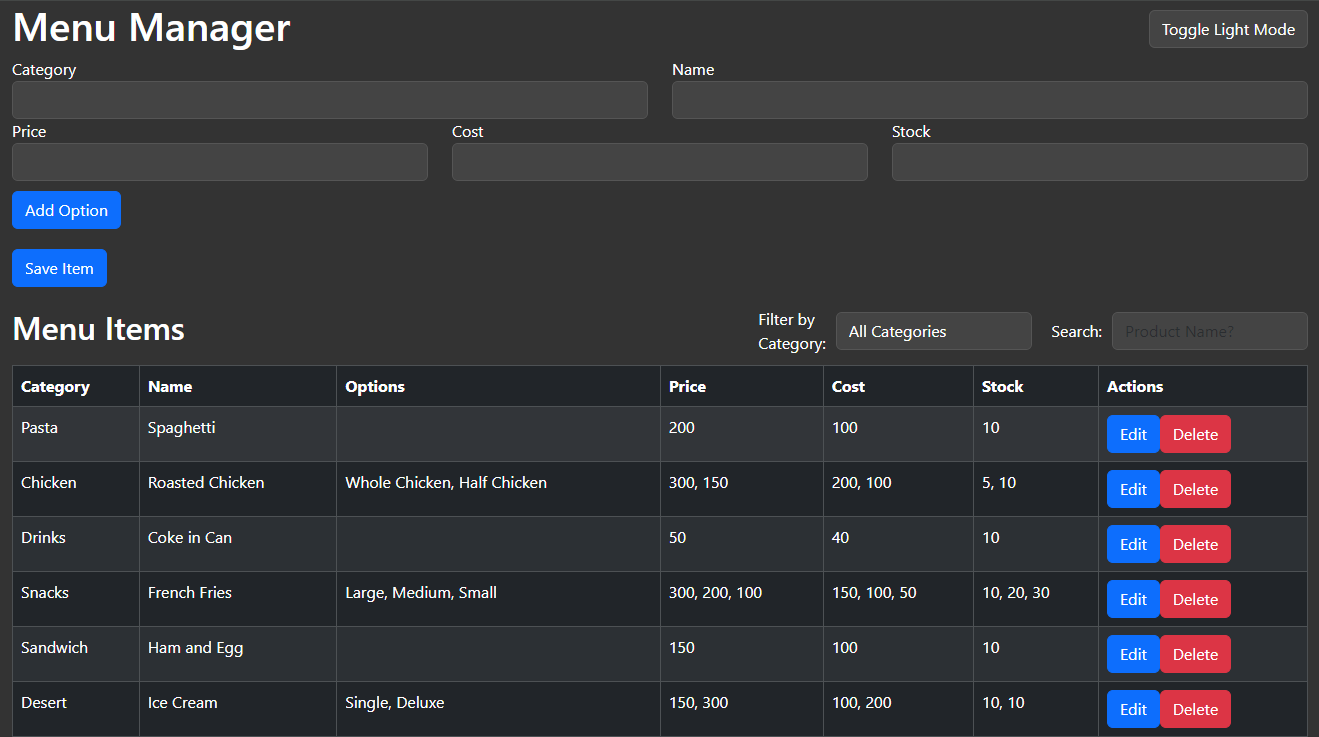 Menu Manager
Toggle Light Mode
Category
Name
Price
Cost
Stock
Add Option
Save Item
Menu Items
Filter by
Category:
All Categories
Search:
Product Name?
Category Name Options Price Cost Stock Actions
Pasta Spaghetti 200 100 10 Edit Delete
Chicken Roasted Chicken Whole Chicken, Half Chicken 300, 150 200, 100 5, 10 Edit Delete
Drinks Coke in Can 50 40 10 Edit Delete
Snacks French Fries Large, Medium, Small 300, 200, 100 150, 100, 50 10, 20, 30 Edit Delete
Sandwich Ham and Egg 150 100 10 Edit Delete
Desert Ice Cream Single, Deluxe 150, 300 100, 200 10, 10 Edit Delete